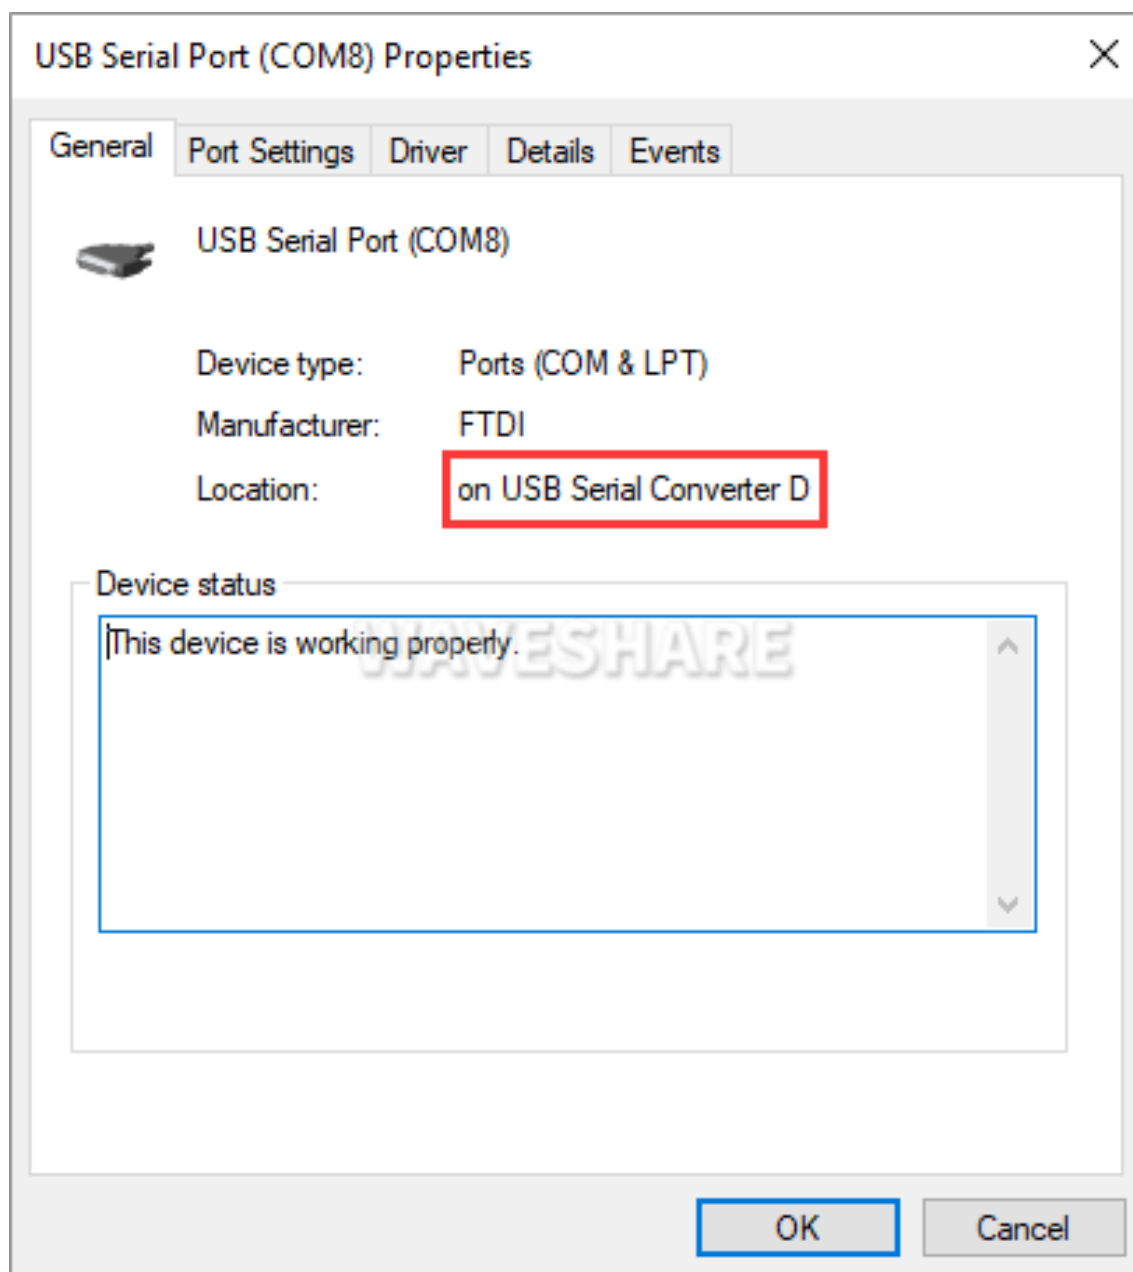 USB Serial Port (COM8) Properties
General Port Settings Driver Details Events
USB Serial Port (COM8)
Device type: Ports (COM & LPT)
Manufacturer: FTDI
Location: on USB Serial Converter D
Device status
This device is working properly.
WAVESHARE
OK Cancel